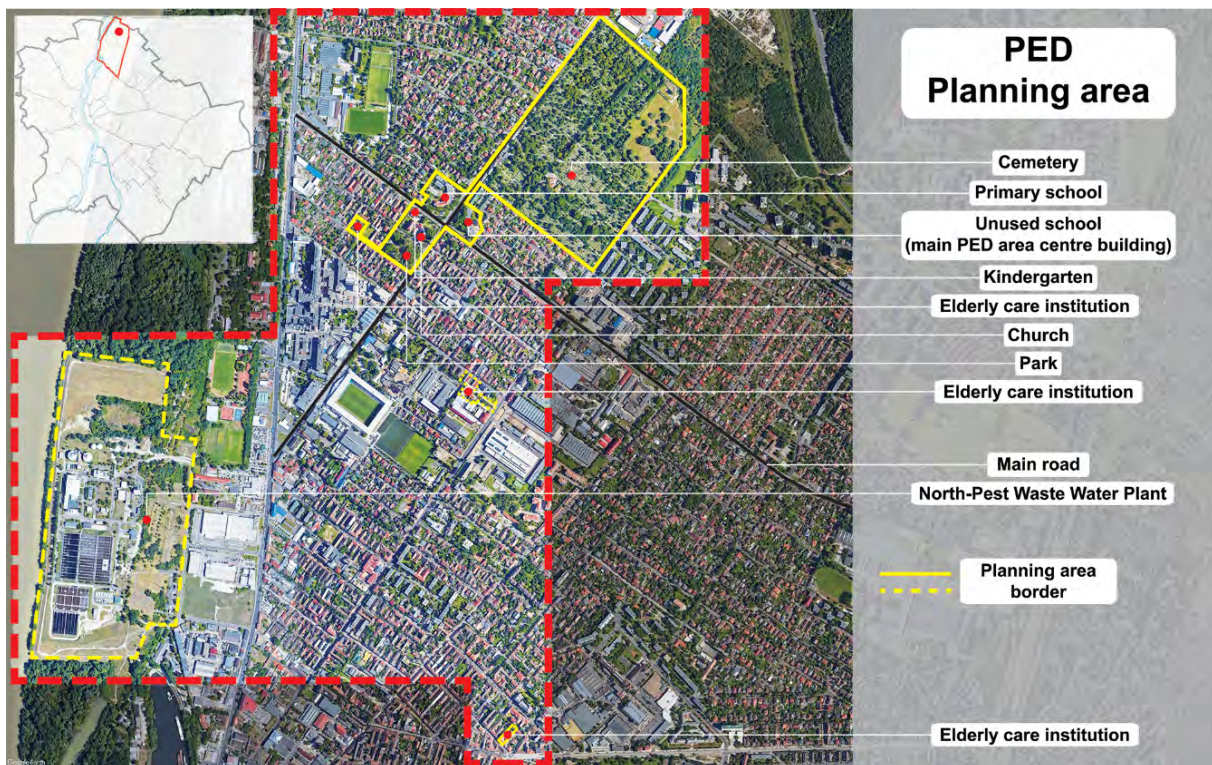 PED
Planning area
Cemetery
Primary school
Unused school
(main PED area centre building)
Kindergarten
Elderly care institution
Church
Park
Elderly care institution
Main road
North-Pest Waste Water Plant
Planning area
border
Elderly care institution
Google Earth